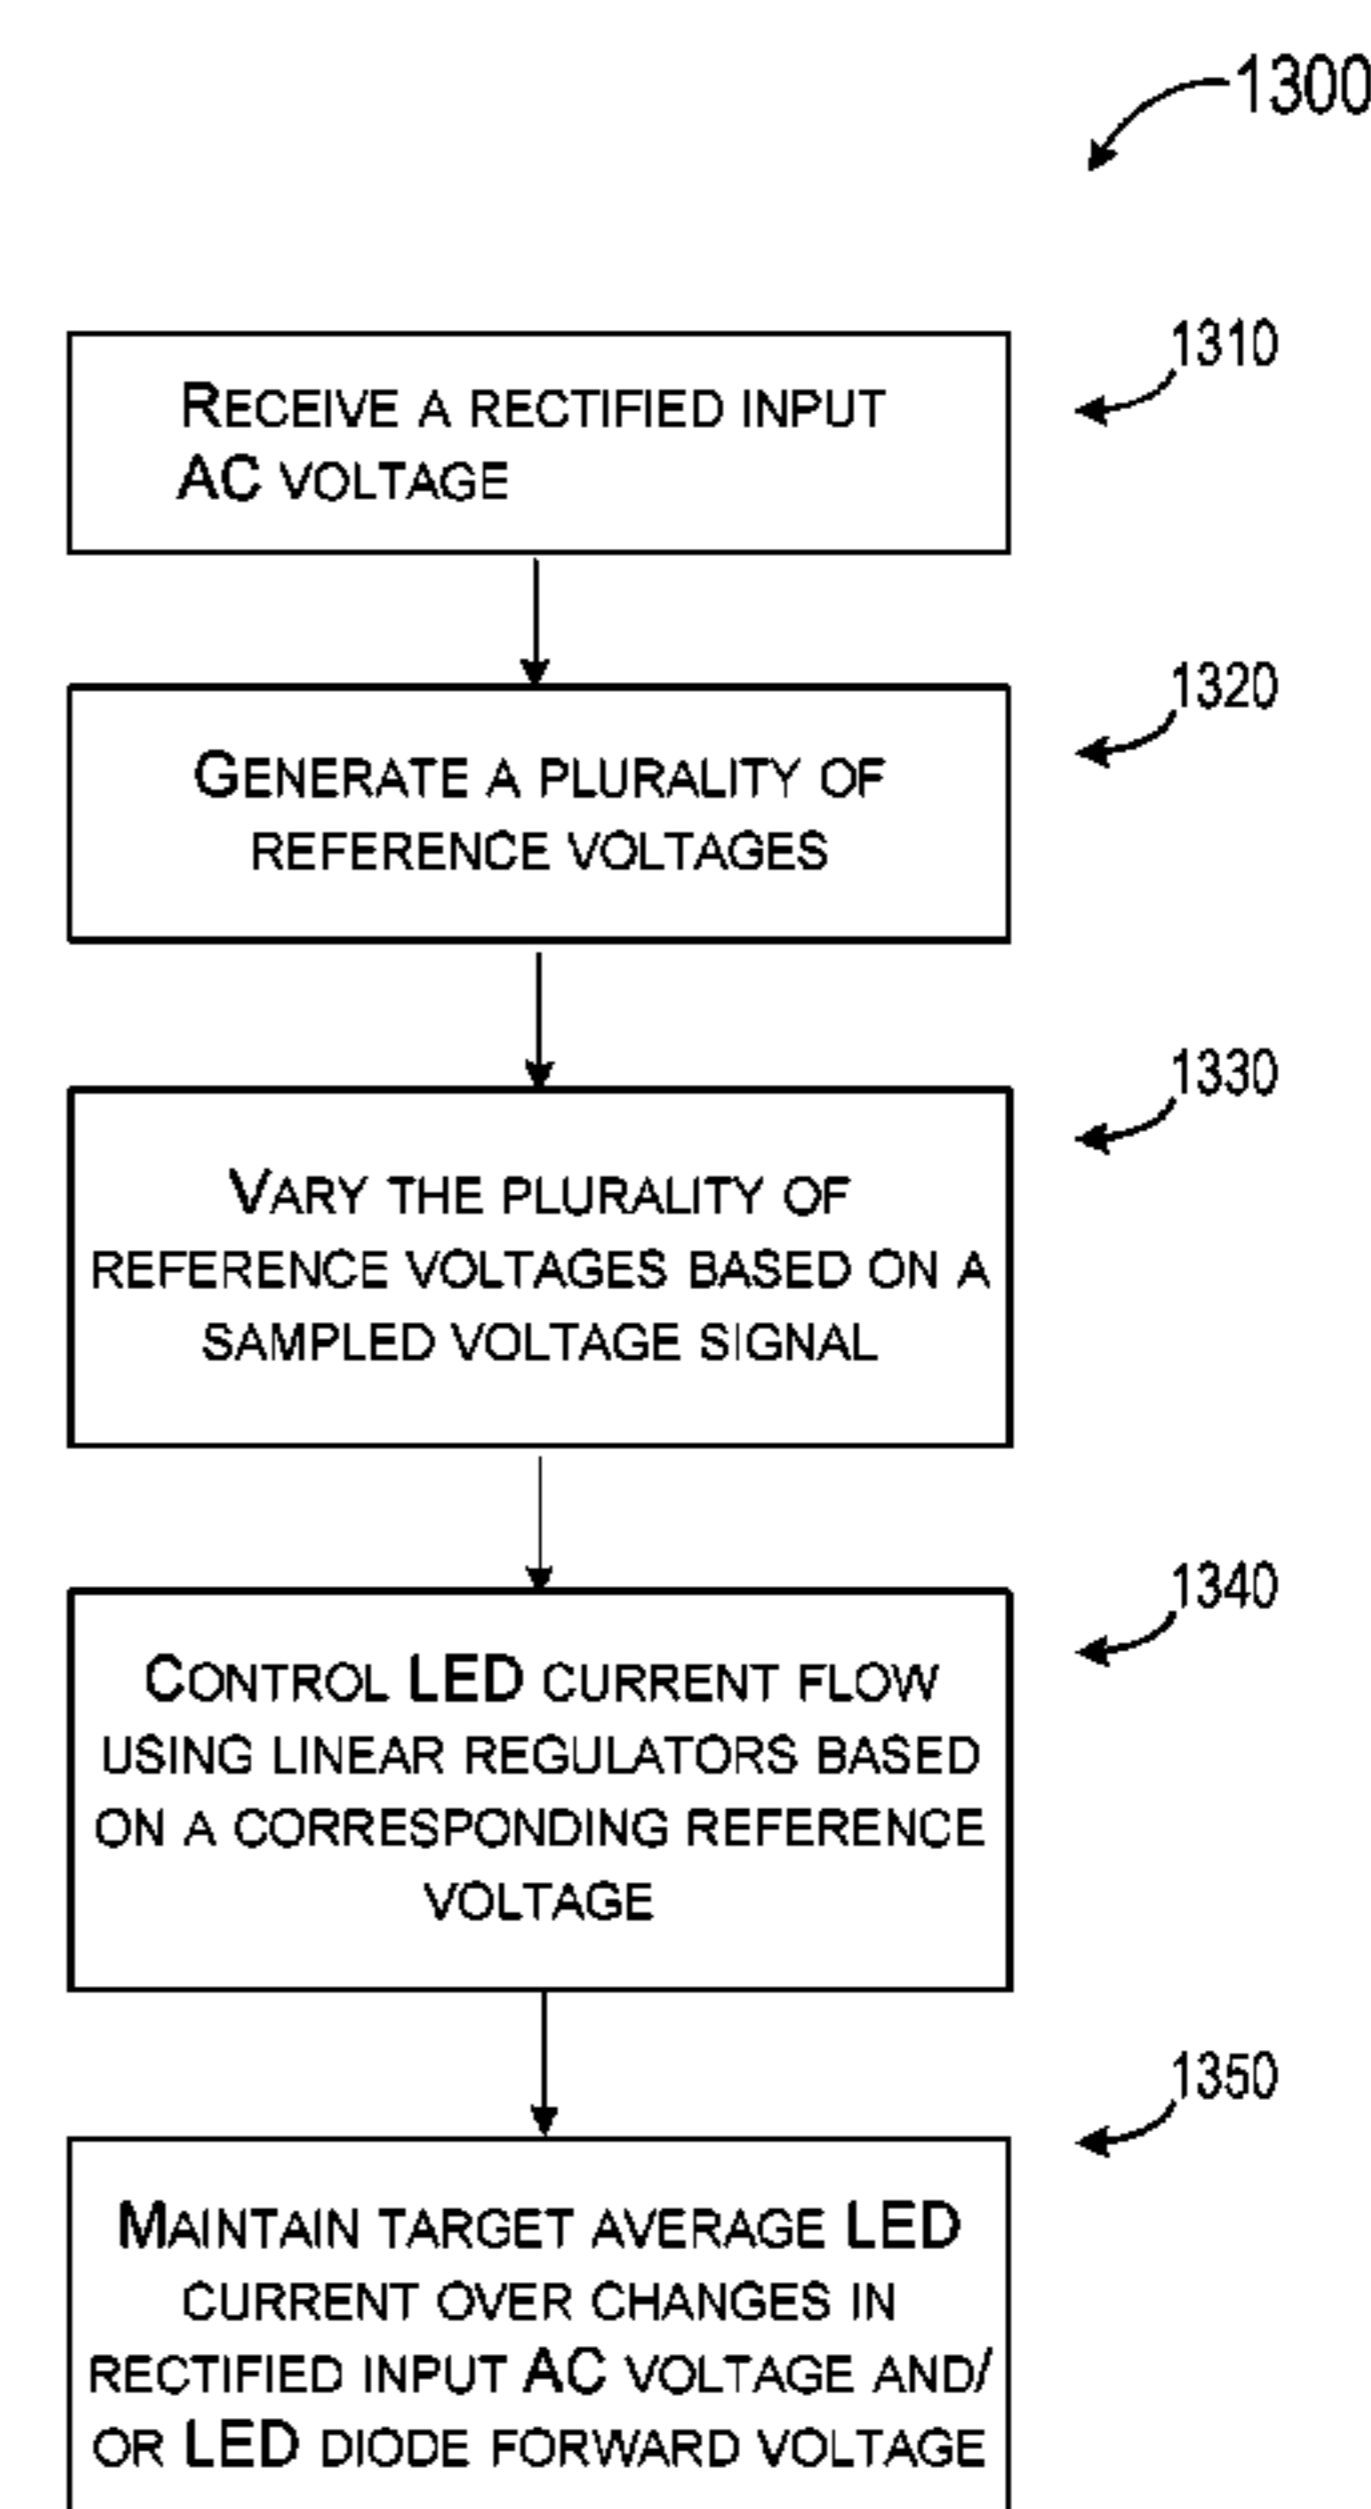 1300
1310
RECEIVE A RECTIFIED INPUT
AC VOLTAGE
1320
GENERATE A PLURALITY OF
REFERENCE VOLTAGES
1330
VARY THE PLURALITY OF
REFERENCE VOLTAGES BASED ON A
SAMPLED VOLTAGE SIGNAL
1340
CONTROL LED CURRENT FLOW
USING LINEAR REGULATORS BASED
ON A CORRESPONDING REFERENCE
VOLTAGE
1350
MAINTAIN TARGET AVERAGE LED
CURRENT OVER CHANGES IN
RECTIFIED INPUT AC VOLTAGE AND/
OR LED DIODE FORWARD VOLTAGE